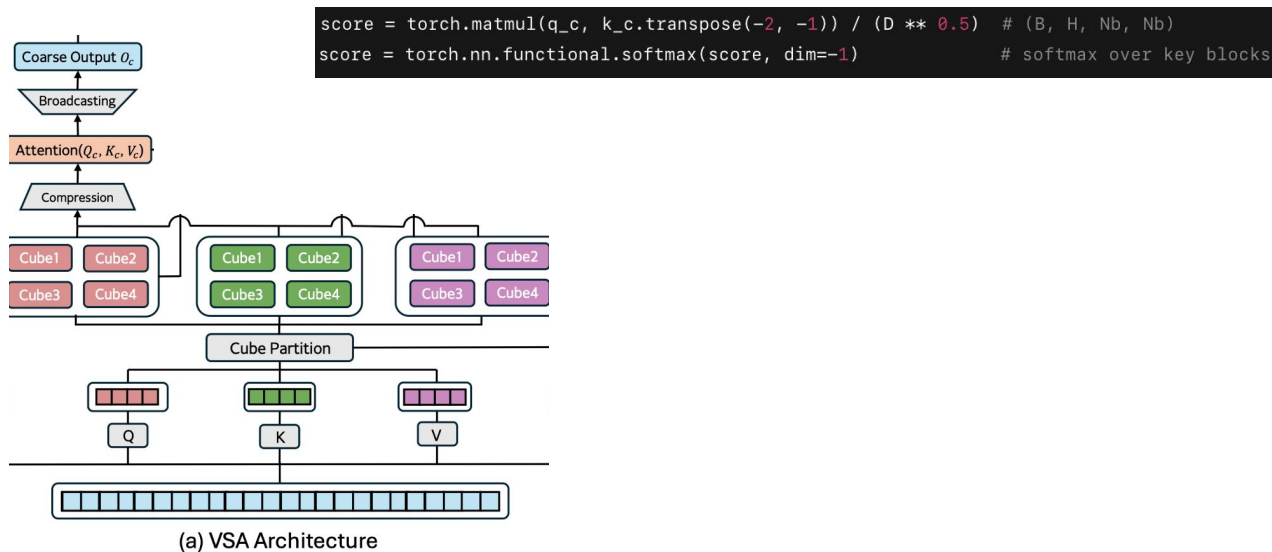 score = torch.matmul(q_c, k_c.transpose(-2, -1)) / (D ** 0.5)  # (B, H, Nb, Nb)
score = torch.nn.functional.softmax(score, dim=-1)  # softmax over key blocks
Coarse Output O_c
Broadcasting
Attention(Q_c, K_c, V_c)
Compression
Cube1 Cube2 Cube1 Cube2 Cube1 Cube2
Cube3 Cube4 Cube3 Cube4 Cube3 Cube4
Cube Partition
Q K V
(a) VSA Architecture